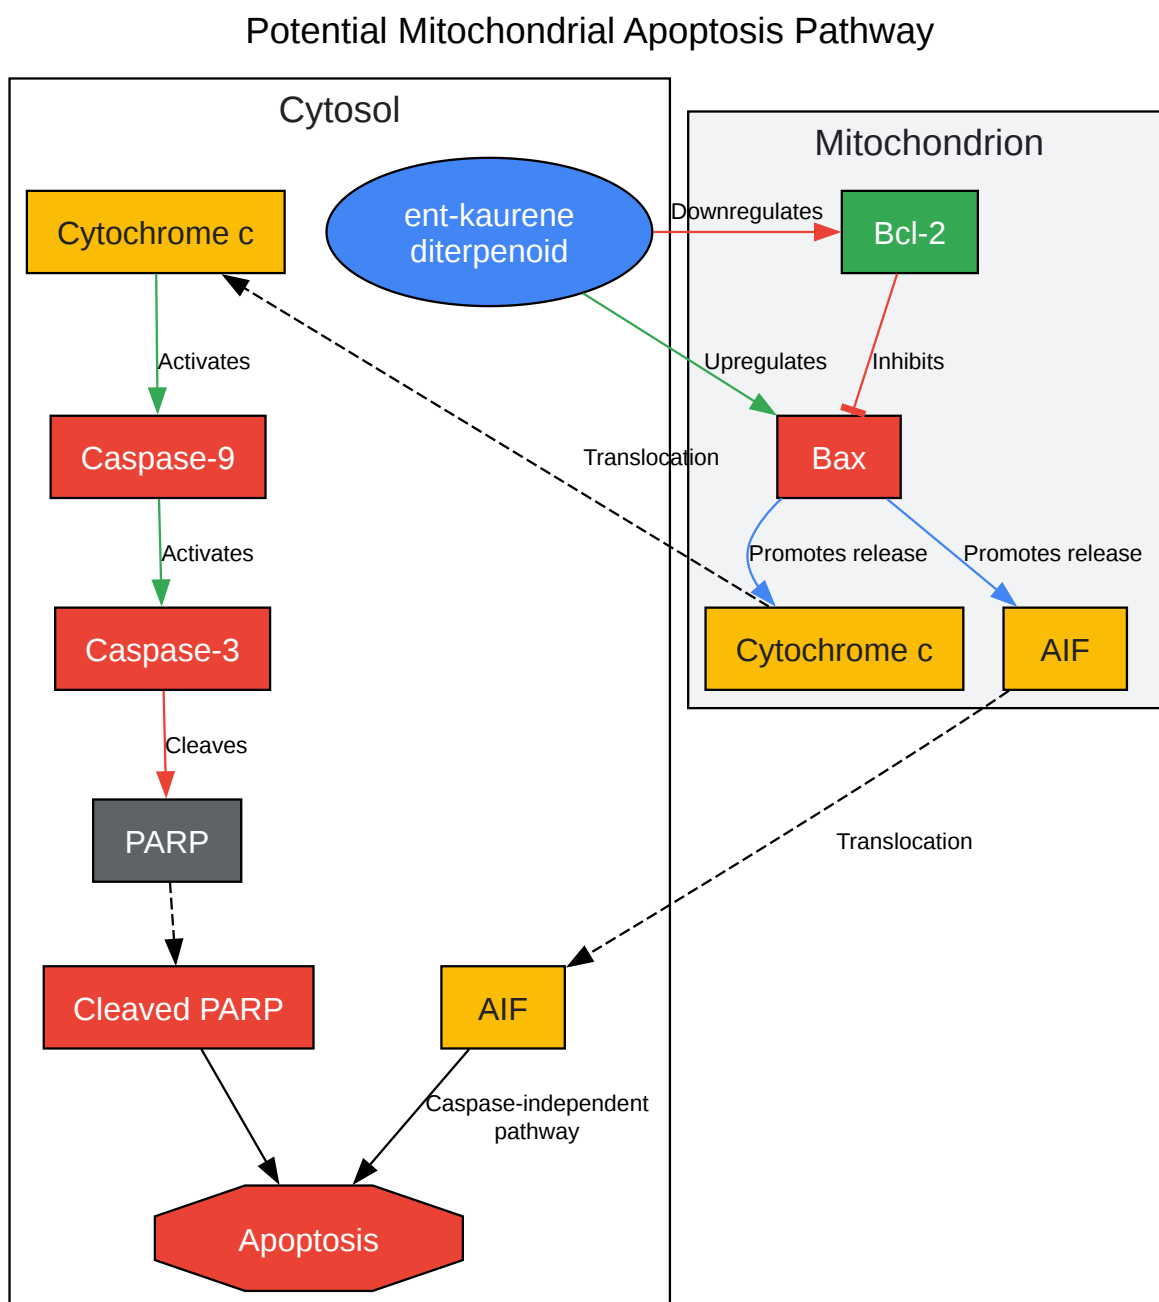 Potential Mitochondrial Apoptosis Pathway
Cytosol
Mitochondrion
Cytochrome c
ent-kaurene
diterpenoid
Downregulates
Bcl-2
Activates
Upregulates
Inhibits
Caspase-9
Translocation
Bax
Activates
Promotes release
Promotes release
Caspase-3
Cytochrome c
AIF
Cleaves
PARP
Translocation
Cleaved PARP
AIF
Caspase-independent
pathway
Apoptosis